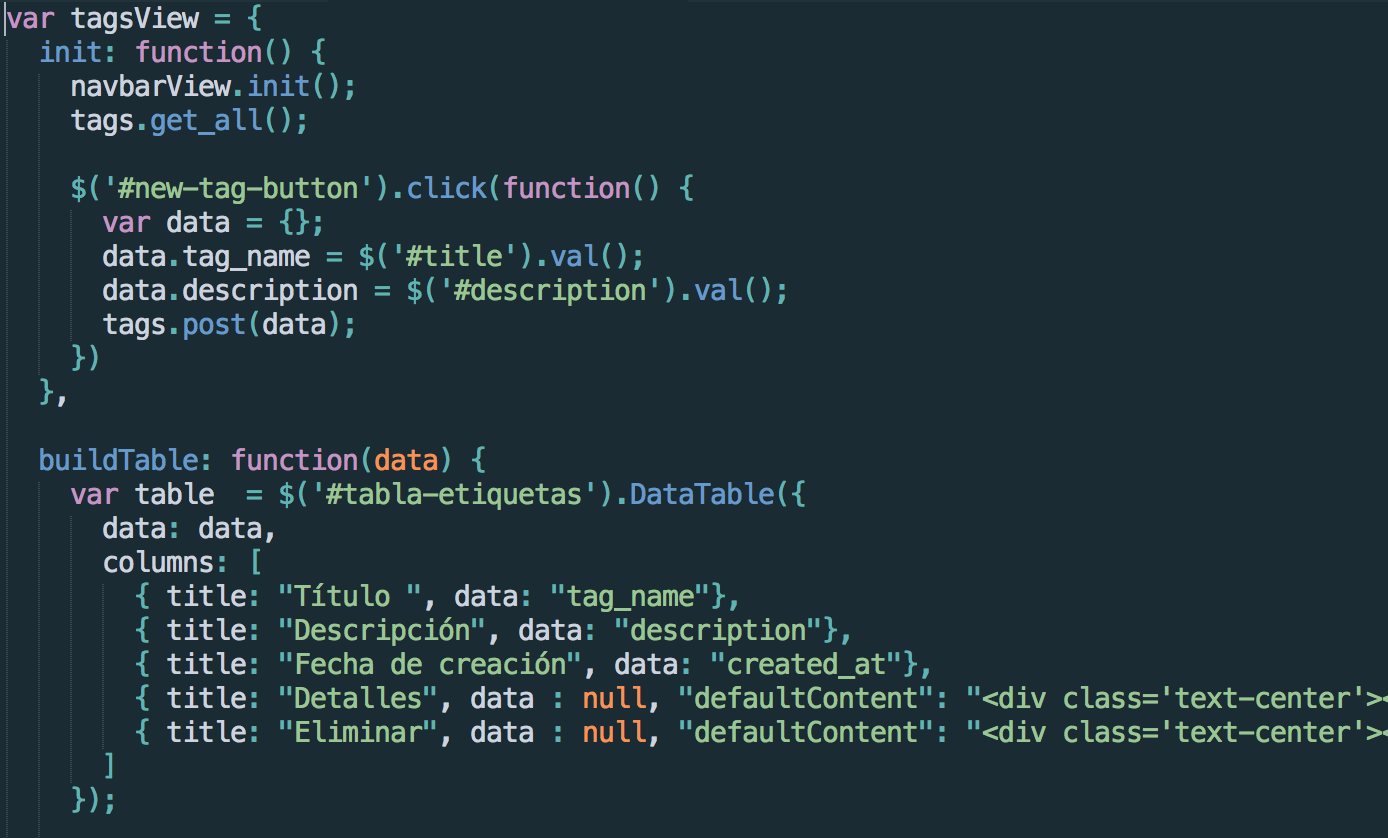 var tagsView = {
  init: function() {
    navbarView.init();
    tags.get_all();

    $('#new-tag-button').click(function() {
      var data = {};
      data.tag_name = $('#title').val();
      data.description = $('#description').val();
      tags.post(data);
    })
  },

  buildTable: function(data) {
    var table  = $('#tabla-etiquetas').DataTable({
      data: data,
      columns: [
        { title: "Título ", data: "tag_name"},
        { title: "Descripción", data: "description"},
        { title: "Fecha de creación", data: "created_at"},
        { title: "Detalles", data : null, "defaultContent": "<div class='text-center'><
        { title: "Eliminar", data : null, "defaultContent": "<div class='text-center'><
      ]
    });